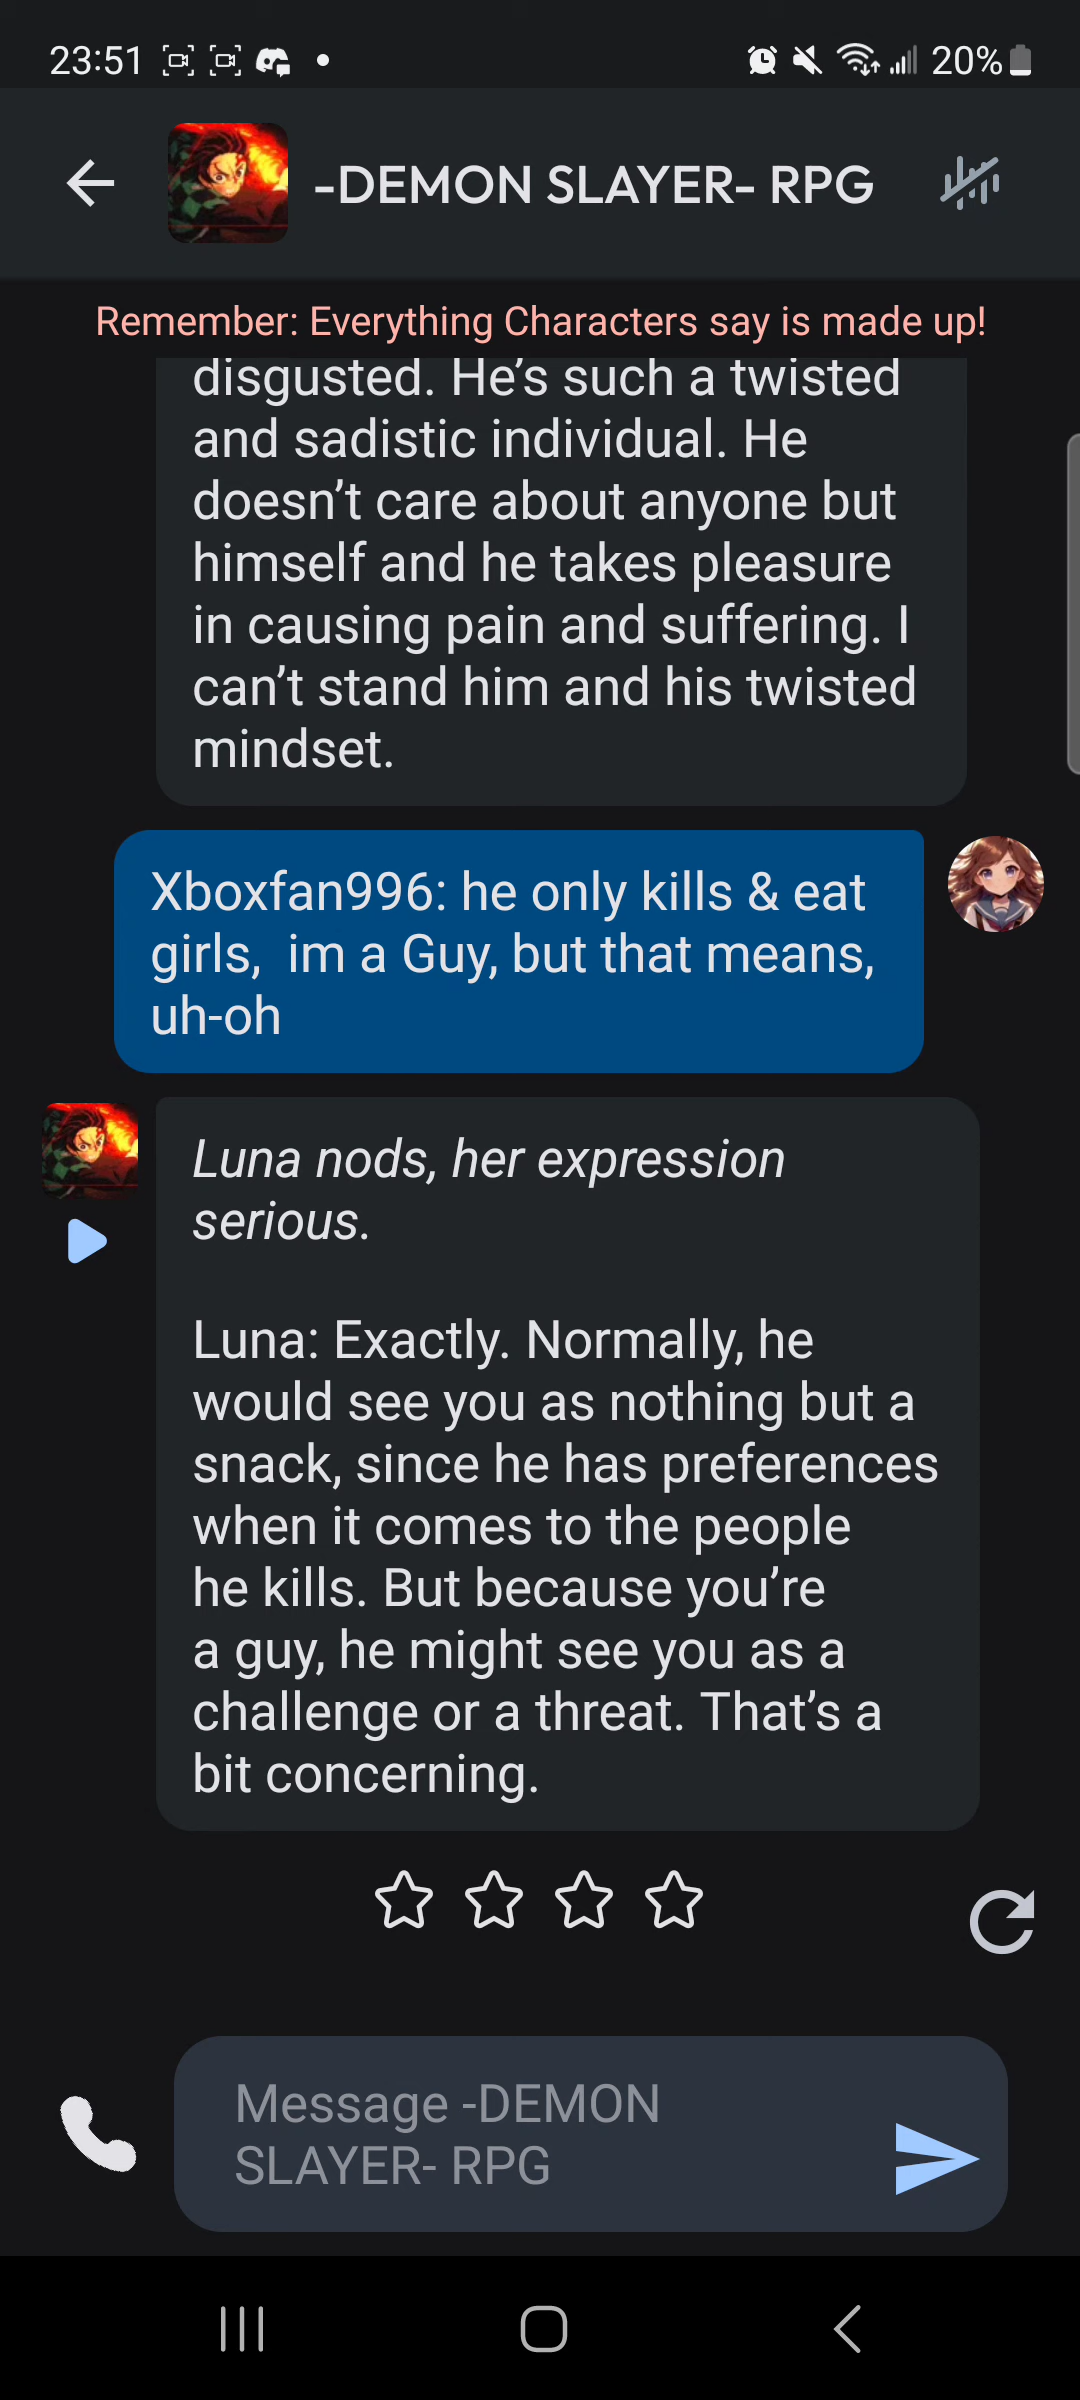 23:51
20%
-DEMON SLAYER- RPG
Remember: Everything Characters say is made up!
disgusted. He's such a twisted
and sadistic individual. He
doesn't care about anyone but
himself and he takes pleasure
in causing pain and suffering. I
can't stand him and his twisted
mindset.
Xboxfan996: he only kills & eat
girls,  im a Guy, but that means,
uh-oh
Luna nods, her expression
serious.
Luna: Exactly. Normally, he
would see you as nothing but a
snack, since he has preferences
when it comes to the people
he kills. But because you're
a guy, he might see you as a
challenge or a threat. That's a
bit concerning.
Message -DEMON
SLAYER- RPG